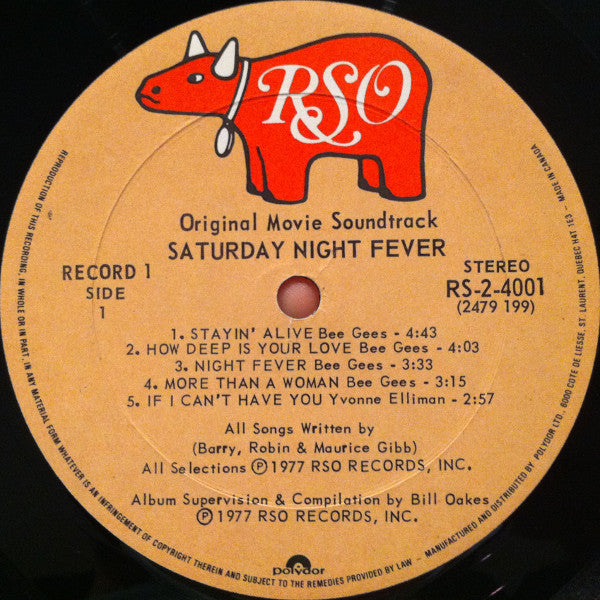 RSO
Original Movie Soundtrack
SATURDAY NIGHT FEVER
RECORD 1
SIDE
1
STEREO
RS-2-4001
(2479 199)
1. STAYIN' ALIVE Bee Gees - 4:43
2. HOW DEEP IS YOUR LOVE Bee Gees - 4:03
3. NIGHT FEVER Bee Gees - 3:33
4. MORE THAN A WOMAN Bee Gees - 3:15
5. IF I CAN'T HAVE YOU Yvonne Elliman - 2:57
All Songs Written by
(Barry, Robin & Maurice Gibb)
All Selections Ⓟ 1977 RSO RECORDS, INC.
Album Supervision & Compilation by Bill Oakes
Ⓟ 1977 RSO RECORDS, INC.
polydor
REPRODUCTION OF THIS RECORDING, IN WHOLE OR IN PART, IN ANY MATERIAL FORM WHATEVER IS AN INFRINGEMENT OF COPYRIGHT THEREIN AND SUBJECT TO THE REMEDIES PROVIDED BY LAW – MANUFACTURED AND DISTRIBUTED BY POLYDOR LTD. 6000 COTE DE LIESSE, ST. LAURENT, QUEBEC H4T 1E3 – MADE IN CANADA